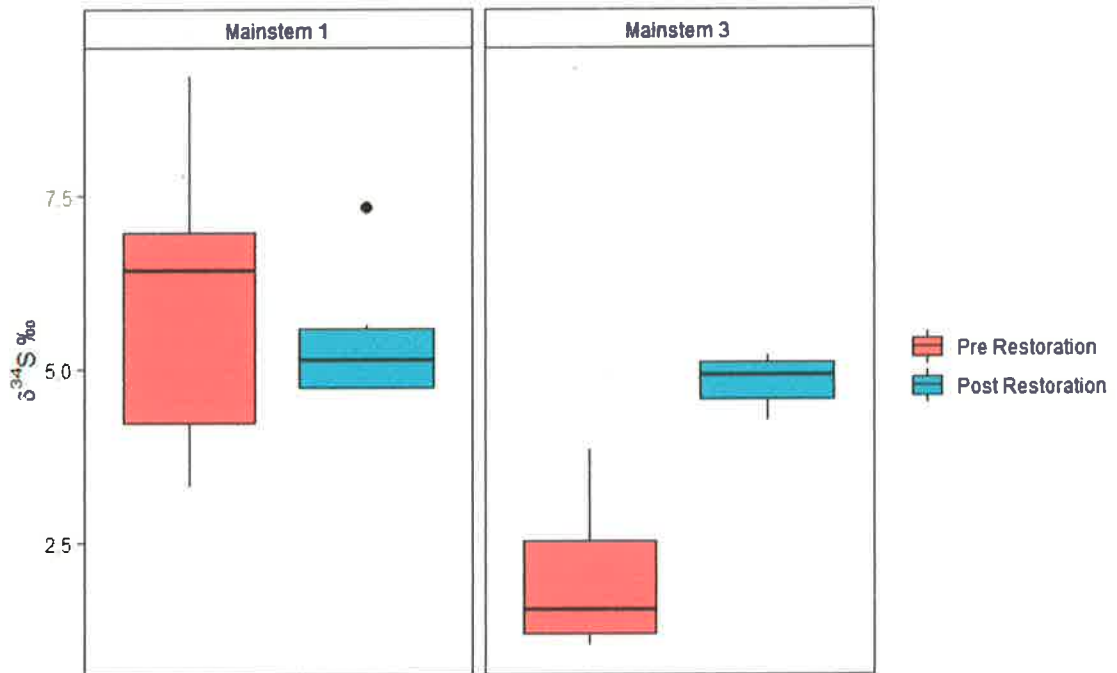 Mainstem 1
Mainstem 3
7.5
5.0
2.5
δ³⁴S ‰
Pre Restoration
Post Restoration